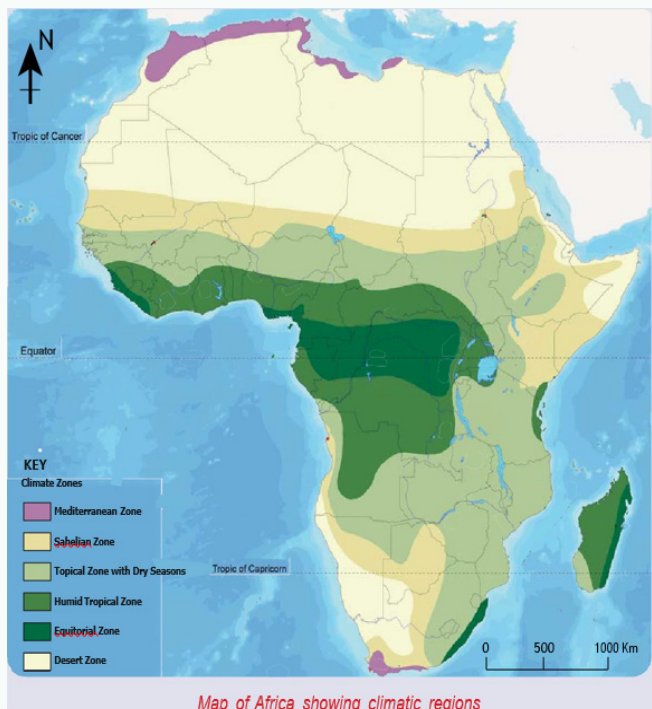 N
Tropic of Cancer
Equator
KEY
Climate Zones
Mediterranean Zone
Sahelian Zone
Topical Zone with Dry Seasons
Tropic of Capricorn
Humid Tropical Zone
Equitorial Zone
Desert Zone
0 500 1000 Km
Map of Africa showing climatic regions